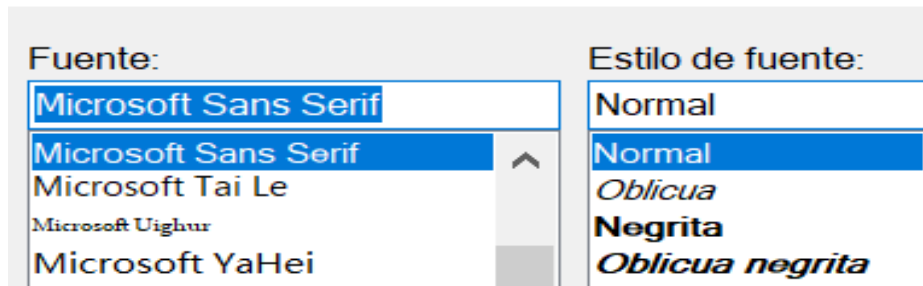 Fuente:
Microsoft Sans Serif
Microsoft Sans Serif
Microsoft Tai Le
Microsoft Uighur
Microsoft YaHei
Estilo de fuente:
Normal
Normal
Oblicua
Negrita
Oblicua negrita